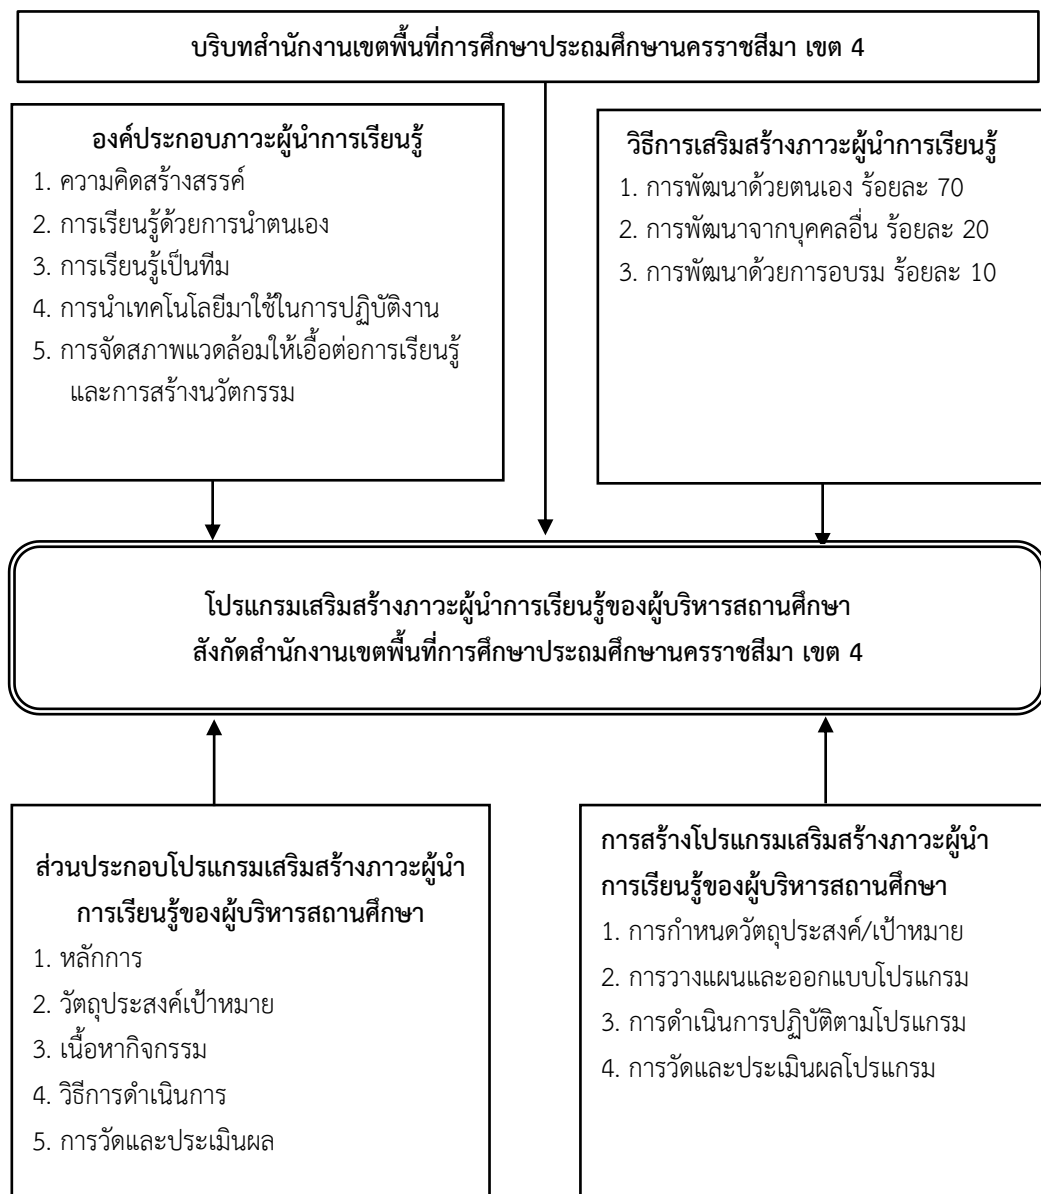 บริบทสำนักงานเขตพื้นที่การศึกษาประถมศึกษานครราชสีมา เขต 4
องค์ประกอบภาวะผู้นำการเรียนรู้
1. ความคิดสร้างสรรค์
2. การเรียนรู้ด้วยการนำตนเอง
3. การเรียนรู้เป็นทีม
4. การนำเทคโนโลยีมาใช้ในการปฏิบัติงาน
5. การจัดสภาพแวดล้อมให้เอื้อต่อการเรียนรู้
และการสร้างนวัตกรรม
วิธีการเสริมสร้างภาวะผู้นำการเรียนรู้
1. การพัฒนาด้วยตนเอง ร้อยละ 70
2. การพัฒนาจากบุคคลอื่น ร้อยละ 20
3. การพัฒนาด้วยการอบรม ร้อยละ 10
โปรแกรมเสริมสร้างภาวะผู้นำการเรียนรู้ของผู้บริหารสถานศึกษา
สังกัดสำนักงานเขตพื้นที่การศึกษาประถมศึกษานครราชสีมา เขต 4
ส่วนประกอบโปรแกรมเสริมสร้างภาวะผู้นำ
การเรียนรู้ของผู้บริหารสถานศึกษา
1. หลักการ
2. วัตถุประสงค์เป้าหมาย
3. เนื้อหากิจกรรม
4. วิธีการดำเนินการ
5. การวัดและประเมินผล
การสร้างโปรแกรมเสริมสร้างภาวะผู้นำ
การเรียนรู้ของผู้บริหารสถานศึกษา
1. การกำหนดวัตถุประสงค์/เป้าหมาย
2. การวางแผนและออกแบบโปรแกรม
3. การดำเนินการปฏิบัติตามโปรแกรม
4. การวัดและประเมินผลโปรแกรม